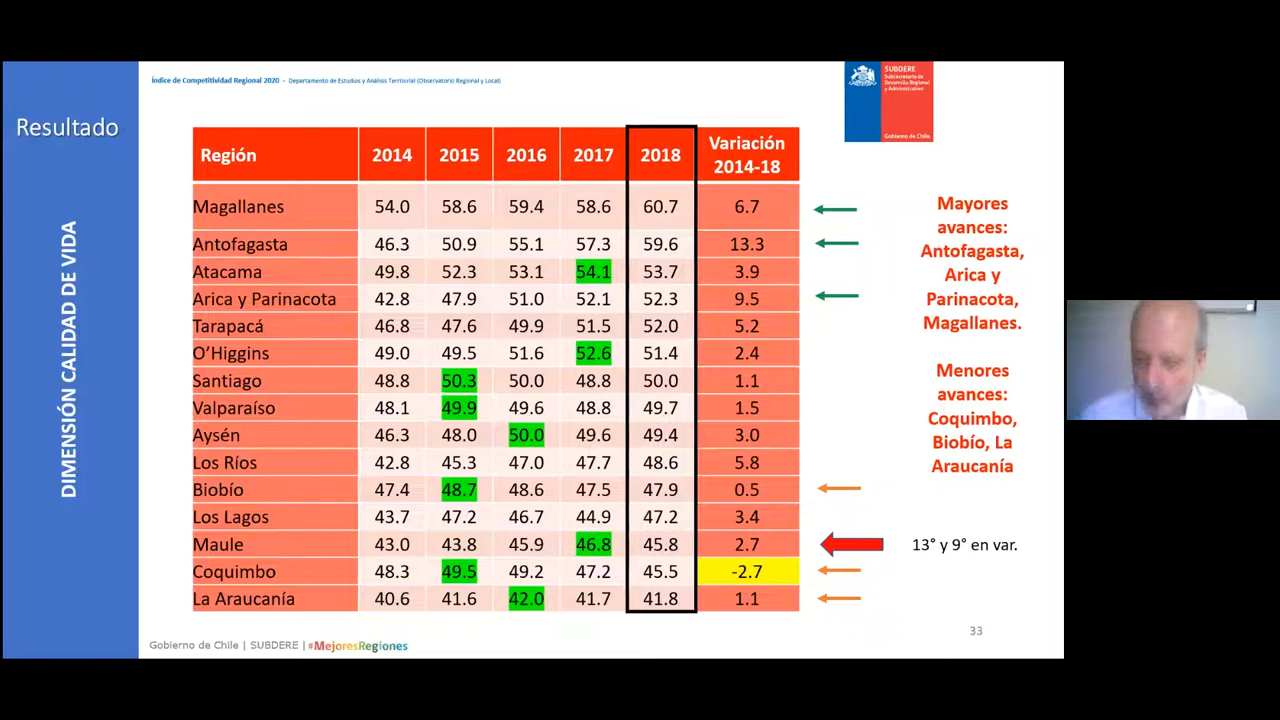 Índice de Competitividad Regional 2020 – Departamento de Estudios y Análisis Territorial (Observatorio Regional y Local)
SUBDERE
Subsecretaría de
Desarrollo Regional
y Administrativo
Gobierno de Chile
Resultado
DIMENSIÓN CALIDAD DE VIDA
Región 2014 2015 2016 2017 2018 Variación 2014-18
Magallanes 54.0 58.6 59.4 58.6 60.7 6.7
Antofagasta 46.3 50.9 55.1 57.3 59.6 13.3
Atacama 49.8 52.3 53.1 54.1 53.7 3.9
Arica y Parinacota 42.8 47.9 51.0 52.1 52.3 9.5
Tarapacá 46.8 47.6 49.9 51.5 52.0 5.2
O’Higgins 49.0 49.5 51.6 52.6 51.4 2.4
Santiago 48.8 50.3 50.0 48.8 50.0 1.1
Valparaíso 48.1 49.9 49.6 48.8 49.7 1.5
Aysén 46.3 48.0 50.0 49.6 49.4 3.0
Los Ríos 42.8 45.3 47.0 47.7 48.6 5.8
Biobío 47.4 48.7 48.6 47.5 47.9 0.5
Los Lagos 43.7 47.2 46.7 44.9 47.2 3.4
Maule 43.0 43.8 45.9 46.8 45.8 2.7
Coquimbo 48.3 49.5 49.2 47.2 45.5 -2.7
La Araucanía 40.6 41.6 42.0 41.7 41.8 1.1
Mayores
avances:
Antofagasta,
Arica y
Parinacota,
Magallanes.
Menores
avances:
Coquimbo,
Biobío, La
Araucanía
13° y 9° en var.
33
Gobierno de Chile | SUBDERE | #MejoresRegiones